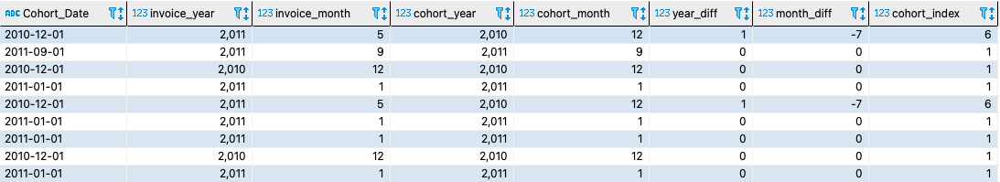 ABC Cohort_Date 123 invoice_year 123 invoice_month 123 cohort_year 123 cohort_month 123 year_diff 123 month_diff 123 cohort_index
2010-12-01 2,011 5 2,010 12 1 -7 6
2011-09-01 2,011 9 2,011 9 0 0 1
2010-12-01 2,010 12 2,010 12 0 0 1
2011-01-01 2,011 1 2,011 1 0 0 1
2010-12-01 2,011 5 2,010 12 1 -7 6
2011-01-01 2,011 1 2,011 1 0 0 1
2011-01-01 2,011 1 2,011 1 0 0 1
2010-12-01 2,010 12 2,010 12 0 0 1
2011-01-01 2,011 1 2,011 1 0 0 1